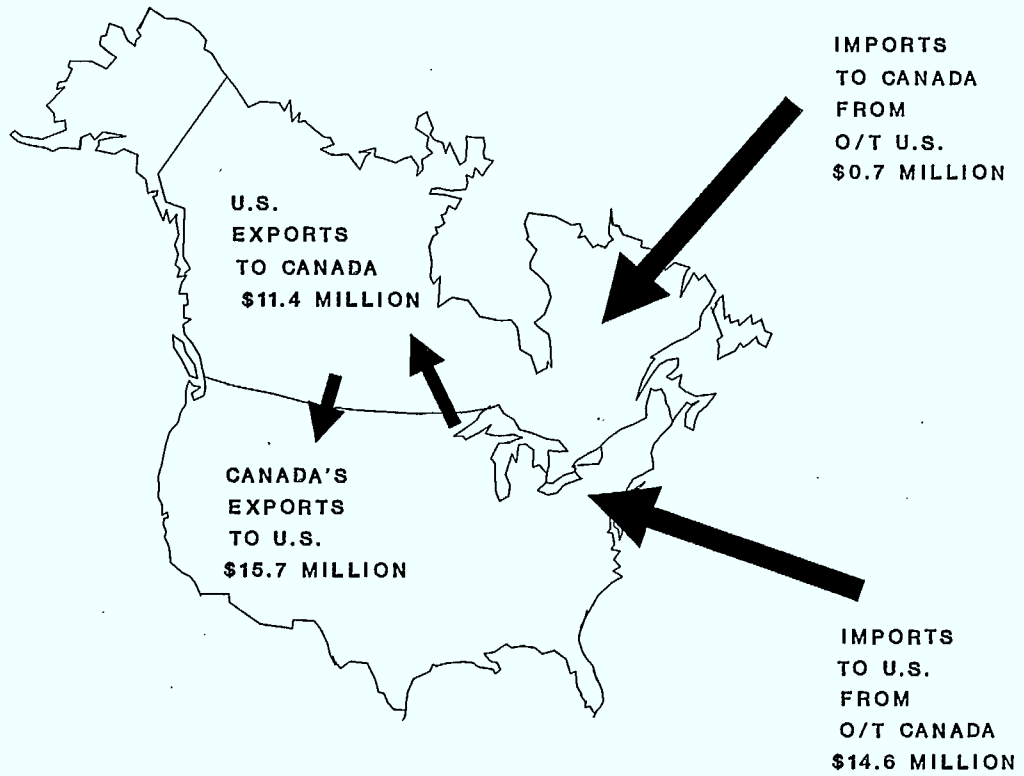 IMPORTS
TO CANADA
FROM
O/T U.S.
$0.7 MILLION
U.S.
EXPORTS
TO CANADA
$11.4 MILLION
CANADA'S
EXPORTS
TO U.S.
$15.7 MILLION
IMPORTS
TO U.S.
FROM
O/T CANADA
$14.6 MILLION